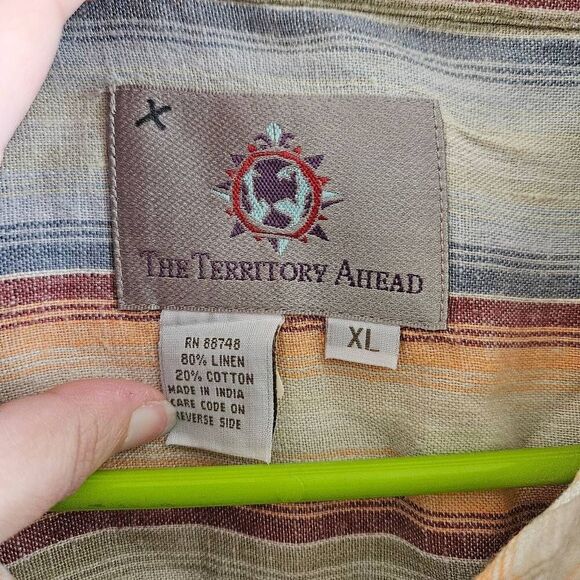 X
THE TERRITORY AHEAD
XL
RN 88748
80% LINEN
20% COTTON
MADE IN INDIA
CARE CODE ON
REVERSE SIDE